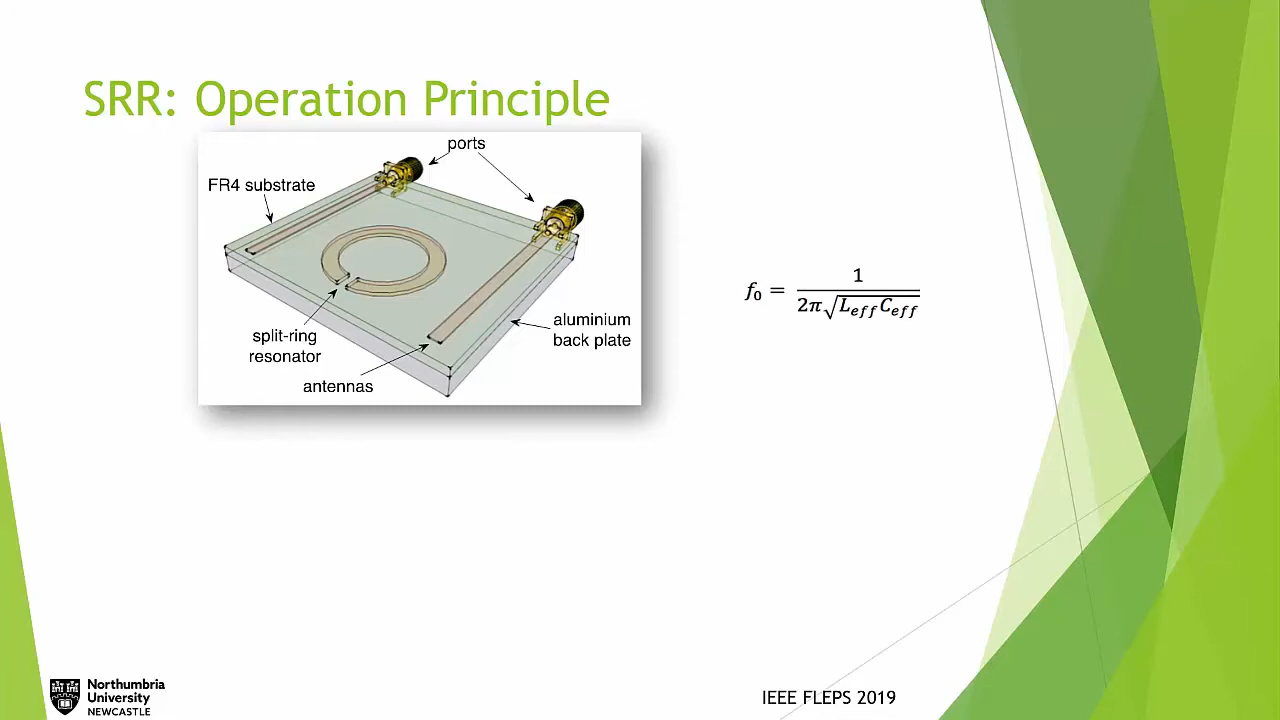 SRR: Operation Principle
ports
FR4 substrate
split-ring
resonator
antennas
aluminium
back plate
f₀ = 1 / 2π√(L_eff C_eff)
Northumbria
University
NEWCASTLE
IEEE FLEPS 2019